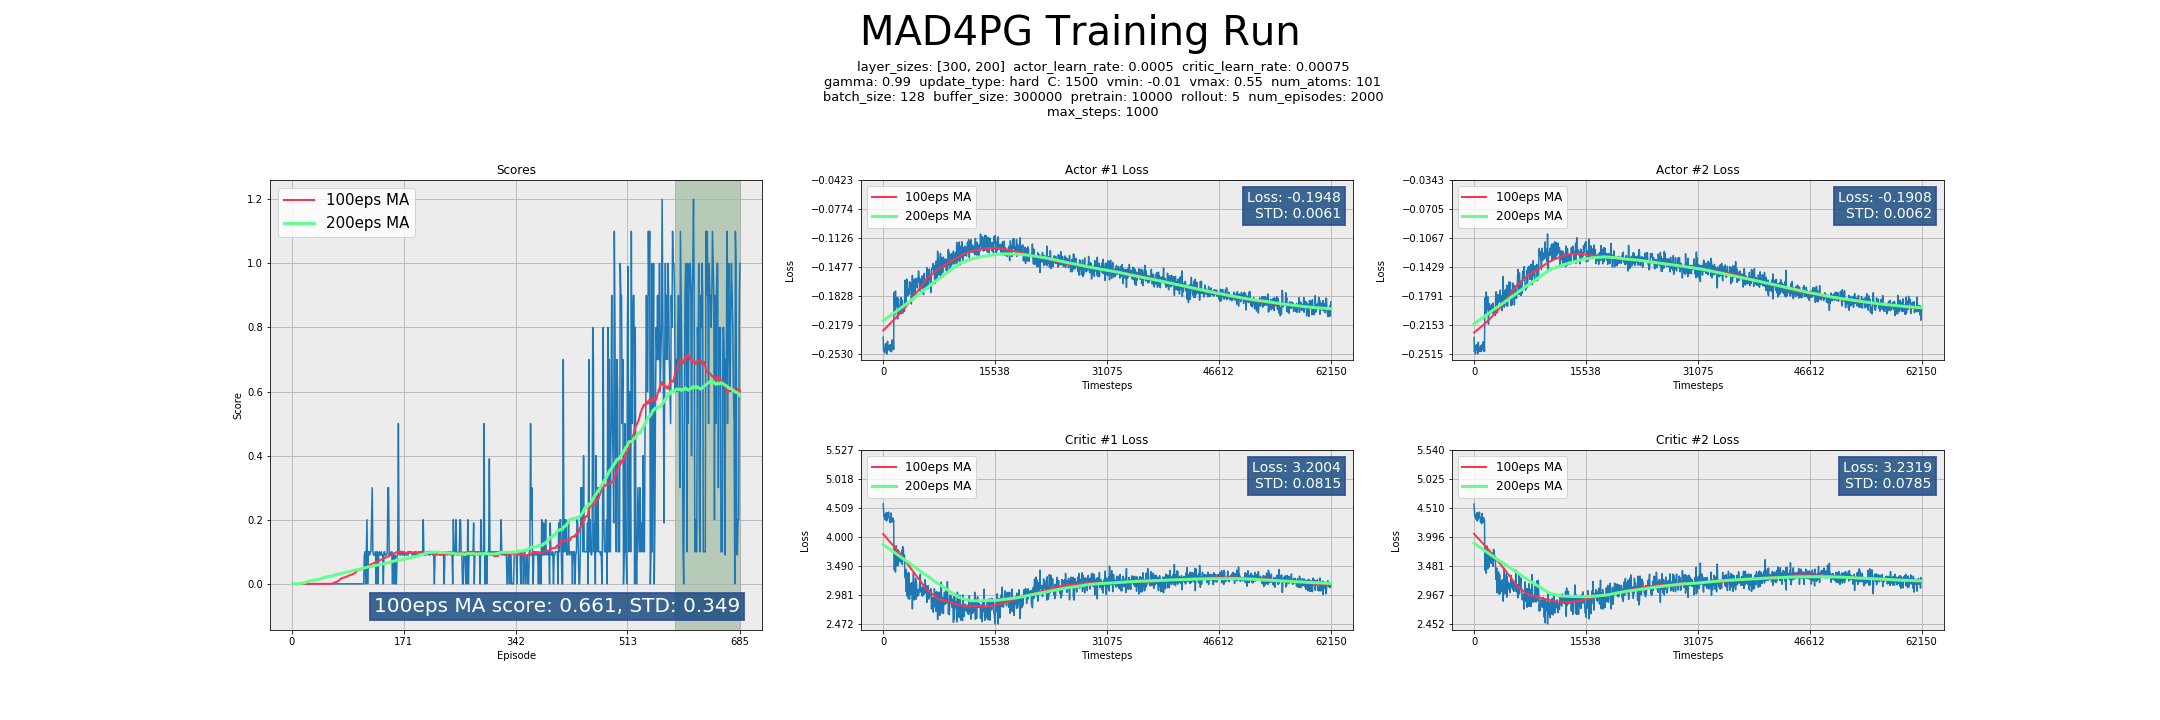 MAD4PG Training Run
layer_sizes: [300, 200]  actor_learn_rate: 0.0005  critic_learn_rate: 0.00075
gamma: 0.99  update_type: hard  C: 1500  vmin: -0.01  vmax: 0.55  num_atoms: 101
batch_size: 128  buffer_size: 300000  pretrain: 10000  rollout: 5  num_episodes: 2000
max_steps: 1000
Scores
100eps MA
200eps MA
1.2
1.0
0.8
0.6
0.4
0.2
0.0
Score
100eps MA score: 0.661, STD: 0.349
0 171 342 513 685
Episode
Actor #1 Loss
100eps MA
200eps MA
Loss: -0.1948
STD: 0.0061
−0.0423
−0.0774
−0.1126
−0.1477
−0.1828
−0.2179
−0.2530
Loss
0 15538 31075 46612 62150
Timesteps
Actor #2 Loss
100eps MA
200eps MA
Loss: -0.1908
STD: 0.0062
−0.0343
−0.0705
−0.1067
−0.1429
−0.1791
−0.2153
−0.2515
Loss
0 15538 31075 46612 62150
Timesteps
Critic #1 Loss
100eps MA
200eps MA
Loss: 3.2004
STD: 0.0815
5.527
5.018
4.509
4.000
3.490
2.981
2.472
Loss
0 15538 31075 46612 62150
Timesteps
Critic #2 Loss
100eps MA
200eps MA
Loss: 3.2319
STD: 0.0785
5.540
5.025
4.510
3.996
3.481
2.967
2.452
Loss
0 15538 31075 46612 62150
Timesteps